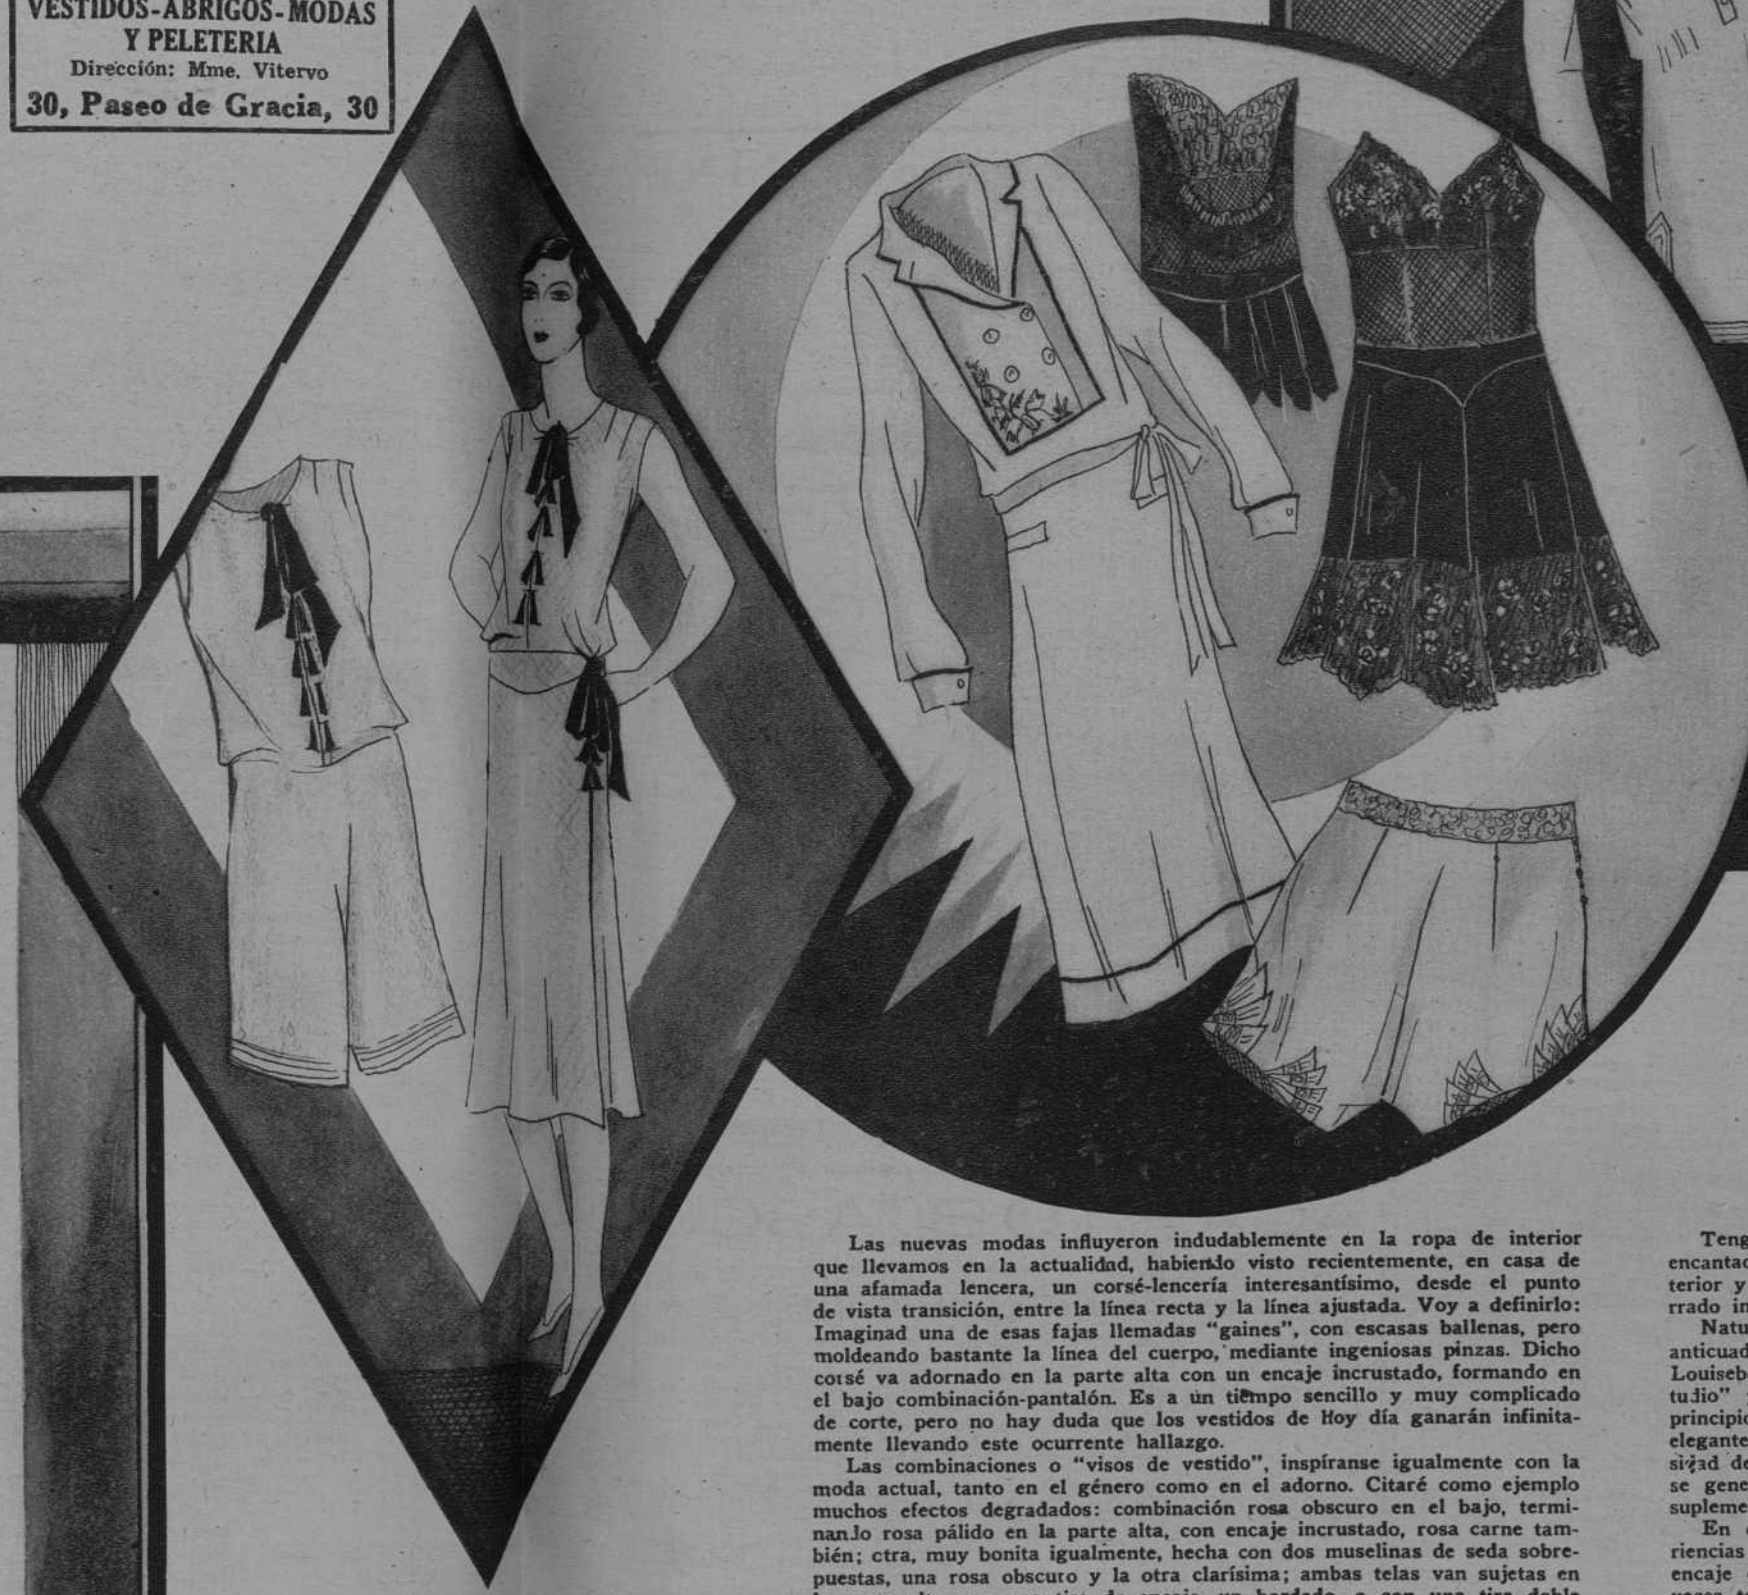 VESTIDOS-ABRIGOS-MODAS
Y PELETERIA
Dirección: Mme. Vitervo
30, Paseo de Gracia, 30
Las nuevas modas influyeron indudablemente en la ropa de interior
que llevamos en la actualidad, habiendo visto recientemente, en casa de
una afamada lencera, un corsé-lencería interesantísimo, desde el punto
de vista transición, entre la línea recta y la línea ajustada. Voy a definirlo:
Imaginad una de esas fajas llemadas “gaines”, con escasas ballenas, pero
moldeando bastante la línea del cuerpo, mediante ingeniosas pinzas. Dicho
corsé va adornado en la parte alta con un encaje incrustado, formando en
el bajo combinación-pantalón. Es a un tiempo sencillo y muy complicado
de corte, pero no hay duda que los vestidos de Hoy día ganarán infinita-
mente llevando este ocurrente hallazgo.
Las combinaciones o “visos de vestido”, inspíranse igualmente con la
moda actual, tanto en el género como en el adorno. Citaré como ejemplo
muchos efectos degradados: combinación rosa obscuro en el bajo, termi-
nando rosa pálido en la parte alta, con encaje incrustado, rosa carne tam-
bién; ctra, muy bonita igualmente, hecha con dos muselinas de seda sobre-
puestas, una rosa obscuro y la otra clarísima; ambas telas van sujetas en
Teng
encantad
terior y
rrado in
Natu
anticuad
Louiseb
tudio”
principio
elegante
sidad de
se gene
supleme
En
riencias
encaje